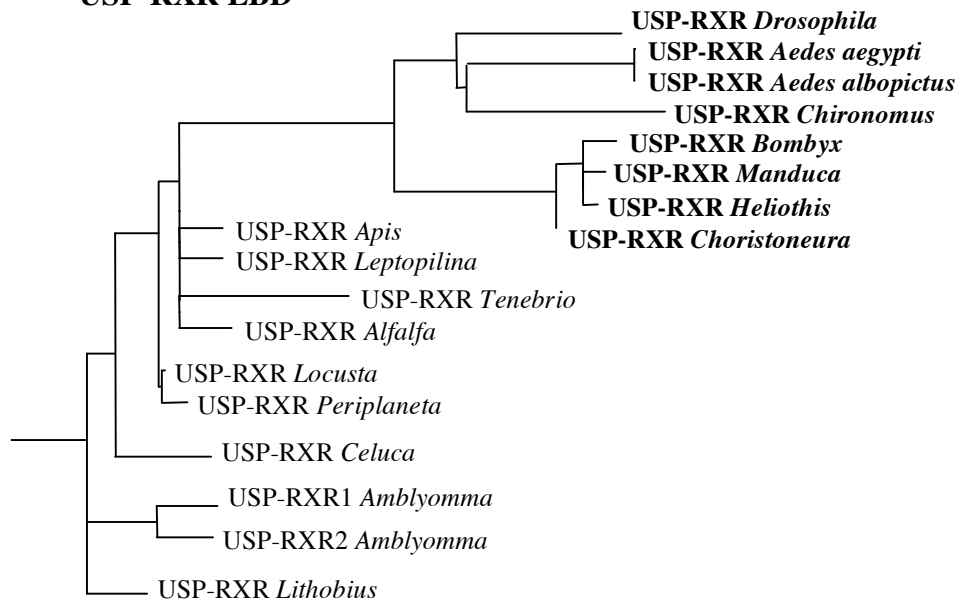 USP-RXR LBD
USP-RXR Drosophila
USP-RXR Aedes aegypti
USP-RXR Aedes albopictus
USP-RXR Chironomus
USP-RXR Bombyx
USP-RXR Manduca
USP-RXR Heliothis
USP-RXR Choristoneura
USP-RXR Apis
USP-RXR Leptopilina
USP-RXR Tenebrio
USP-RXR Alfalfa
USP-RXR Locusta
USP-RXR Periplaneta
USP-RXR Celuca
USP-RXR1 Amblyomma
USP-RXR2 Amblyomma
USP-RXR Lithobius